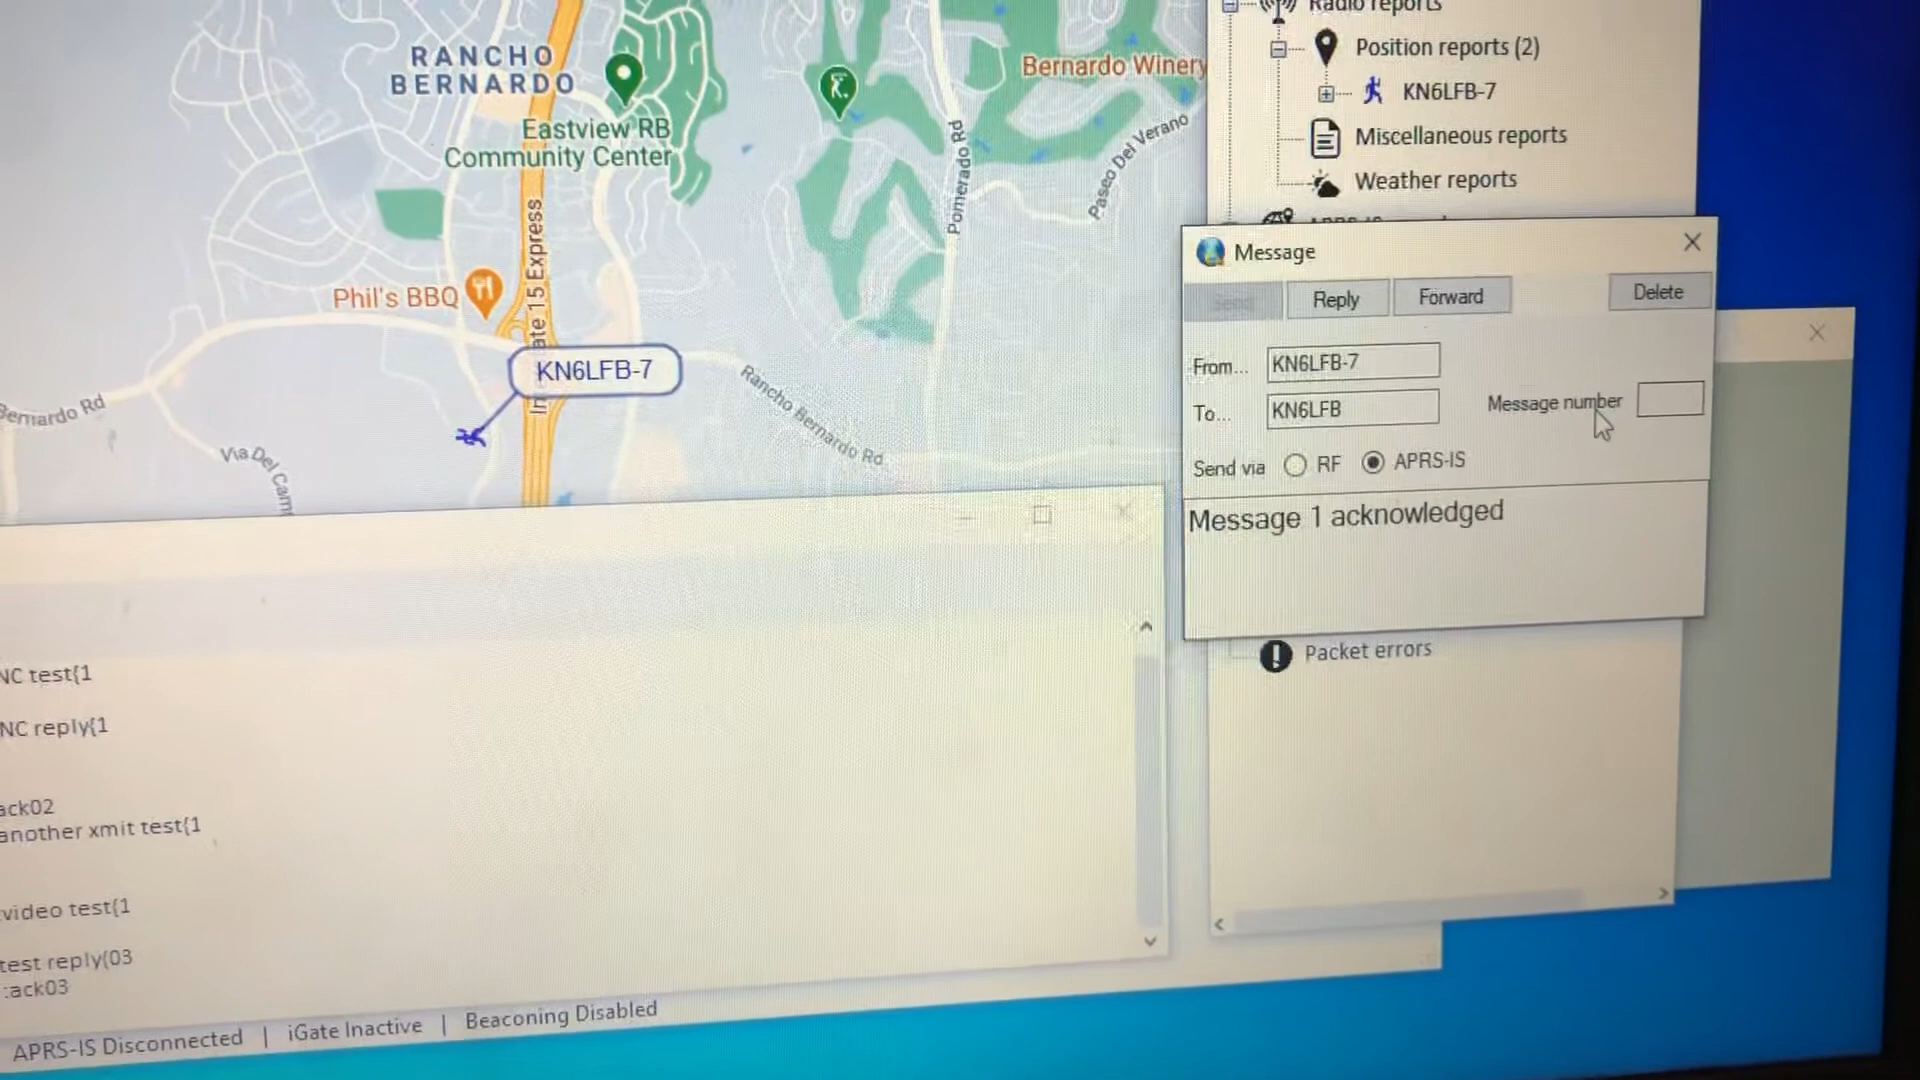 RANCHO
BERNARDO
Eastview RB
Community Center
Bernardo Winery
Pomerado Rd
Paseo Del Verano
Phil's BBQ
15 Express
KN6LFB-7
Bernardo Rd
Via Del
Rancho Bernardo Rd
Radio reports
Position reports (2)
KN6LFB-7
Miscellaneous reports
Weather reports
Message
Send
Reply
Forward
Delete
From...
KN6LFB-7
To...
KN6LFB
Message number
Send via
RF
APRS-IS
Message 1 acknowledged
Packet errors
NC test{1
NC reply{1
ack02
another xmit test{1
video test{1
test reply{03
:ack03
APRS-IS Disconnected | iGate Inactive | Beaconing Disabled